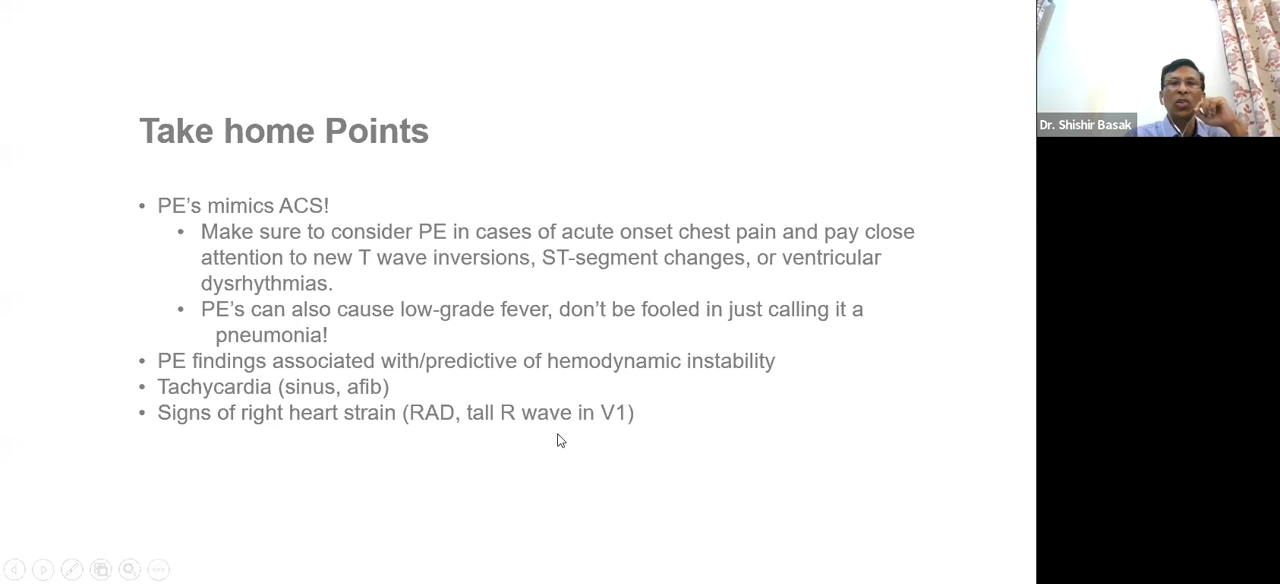 Take home Points
• PE’s mimics ACS!
• Make sure to consider PE in cases of acute onset chest pain and pay close
attention to new T wave inversions, ST-segment changes, or ventricular
dysrhythmias.
• PE’s can also cause low-grade fever, don’t be fooled in just calling it a
pneumonia!
• PE findings associated with/predictive of hemodynamic instability
• Tachycardia (sinus, afib)
• Signs of right heart strain (RAD, tall R wave in V1)
Dr. Shishir Basak